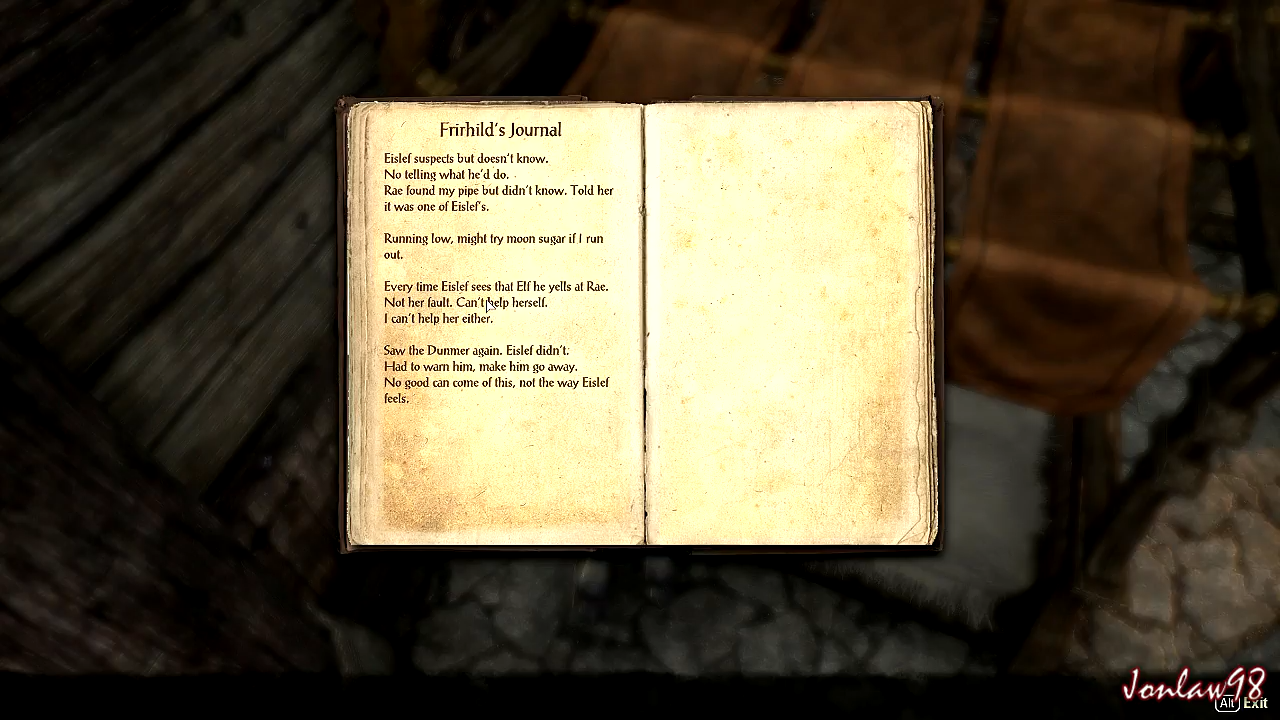 Frirhild's Journal
Eislef suspects but doesn't know.
No telling what he'd do.
Rae found my pipe but didn't know. Told her
it was one of Eislef's.
Running low, might try moon sugar if I run
out.
Every time Eislef sees that Elf he yells at Rae.
Not her fault. Can't help herself.
I can't help her either.
Saw the Dunmer again. Eislef didn't.
Had to warn him, make him go away.
No good can come of this, not the way Eislef
feels.
Jonlaw98
Alt Exit